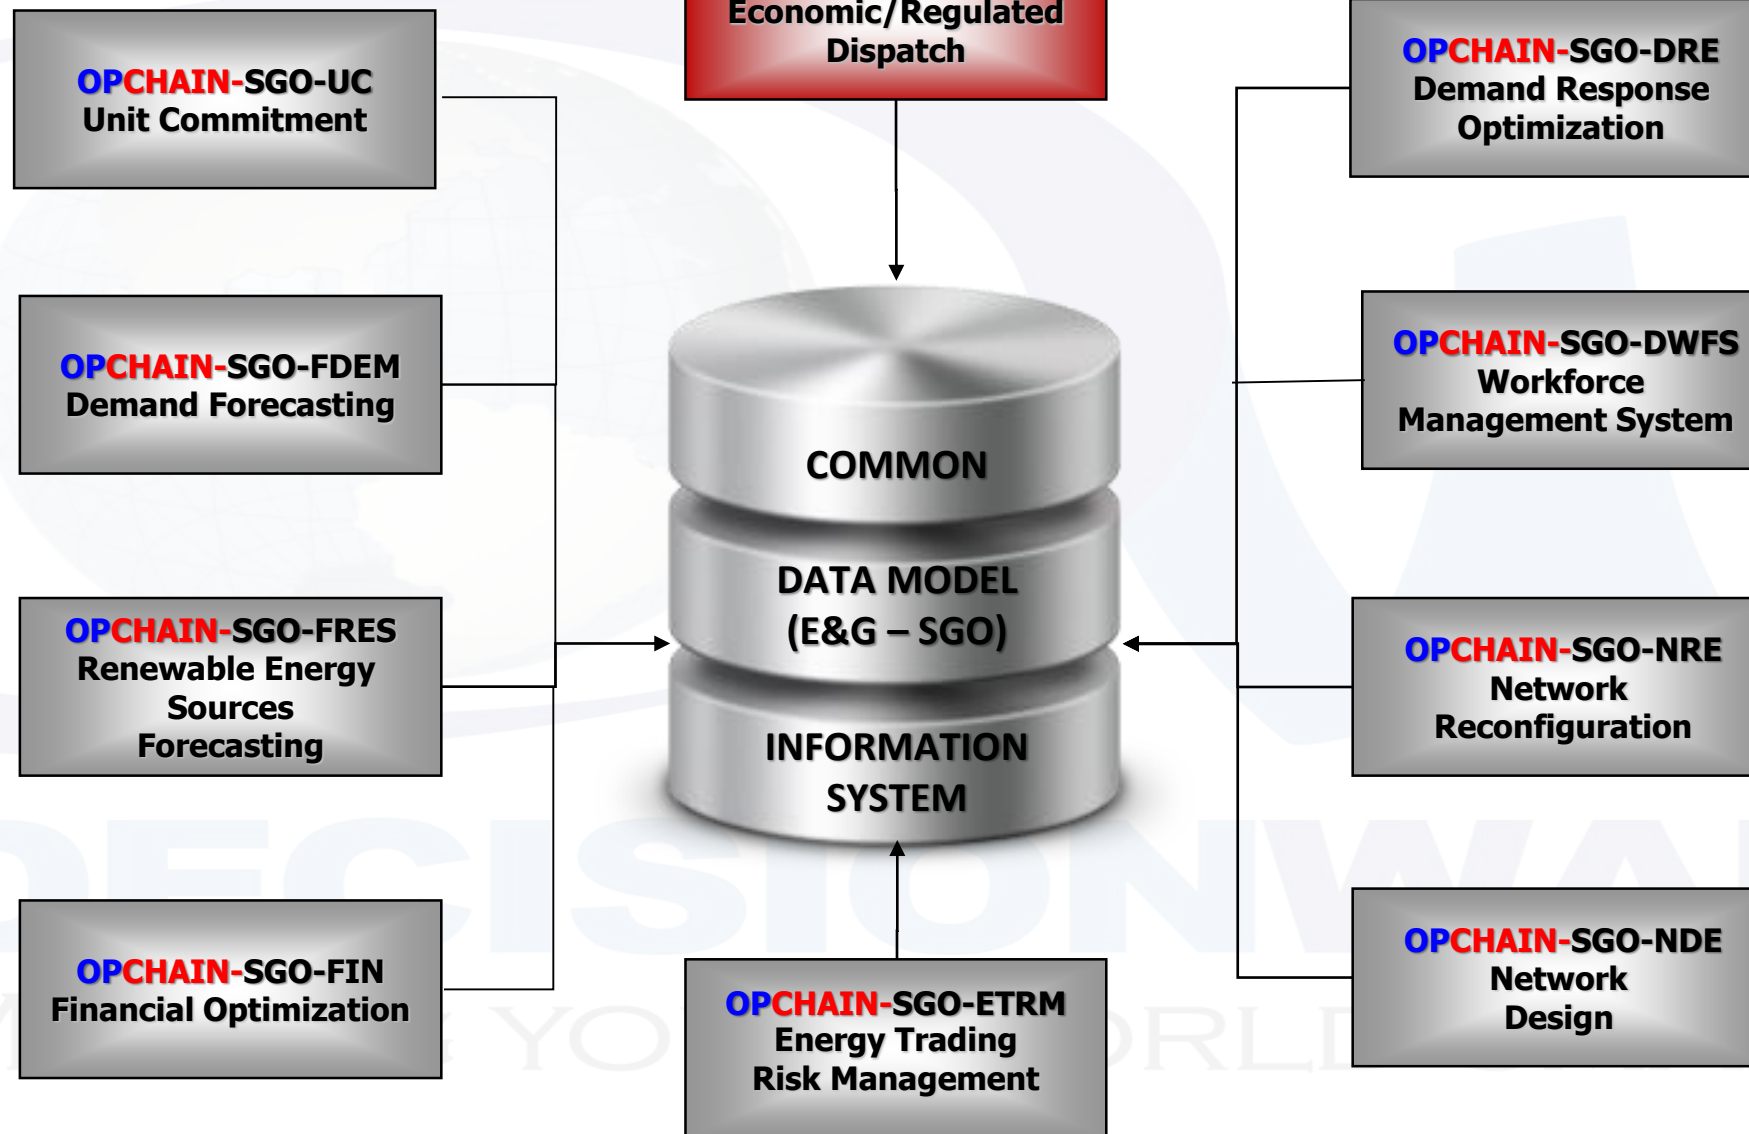 Economic/Regulated
Dispatch
OPCHAIN-SGO-UC
Unit Commitment
OPCHAIN-SGO-DRE
Demand Response
Optimization
OPCHAIN-SGO-FDEM
Demand Forecasting
OPCHAIN-SGO-DWFS
Workforce
Management System
COMMON
DATA MODEL
(E&G – SGO)
INFORMATION
SYSTEM
OPCHAIN-SGO-FRES
Renewable Energy
Sources
Forecasting
OPCHAIN-SGO-NRE
Network
Reconfiguration
OPCHAIN-SGO-FIN
Financial Optimization
OPCHAIN-SGO-ETRM
Energy Trading
Risk Management
OPCHAIN-SGO-NDE
Network
Design